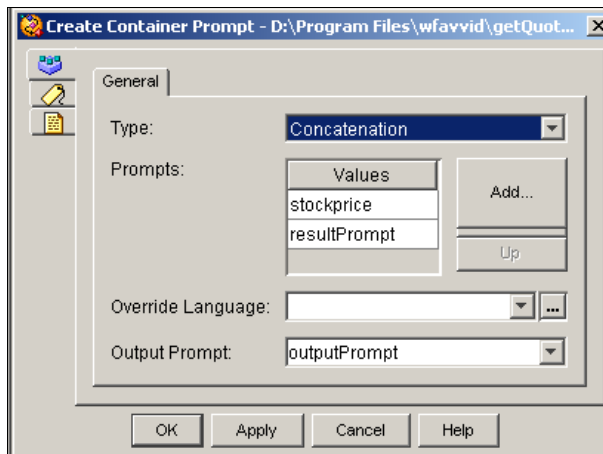 Create Container Prompt - D:\Program Files\wfavvid\getQuot...
General
Type: Concatenation
Prompts: Values
stockprice
resultPrompt
Add...
Up
Override Language: ...
Output Prompt: outputPrompt
OK Apply Cancel Help